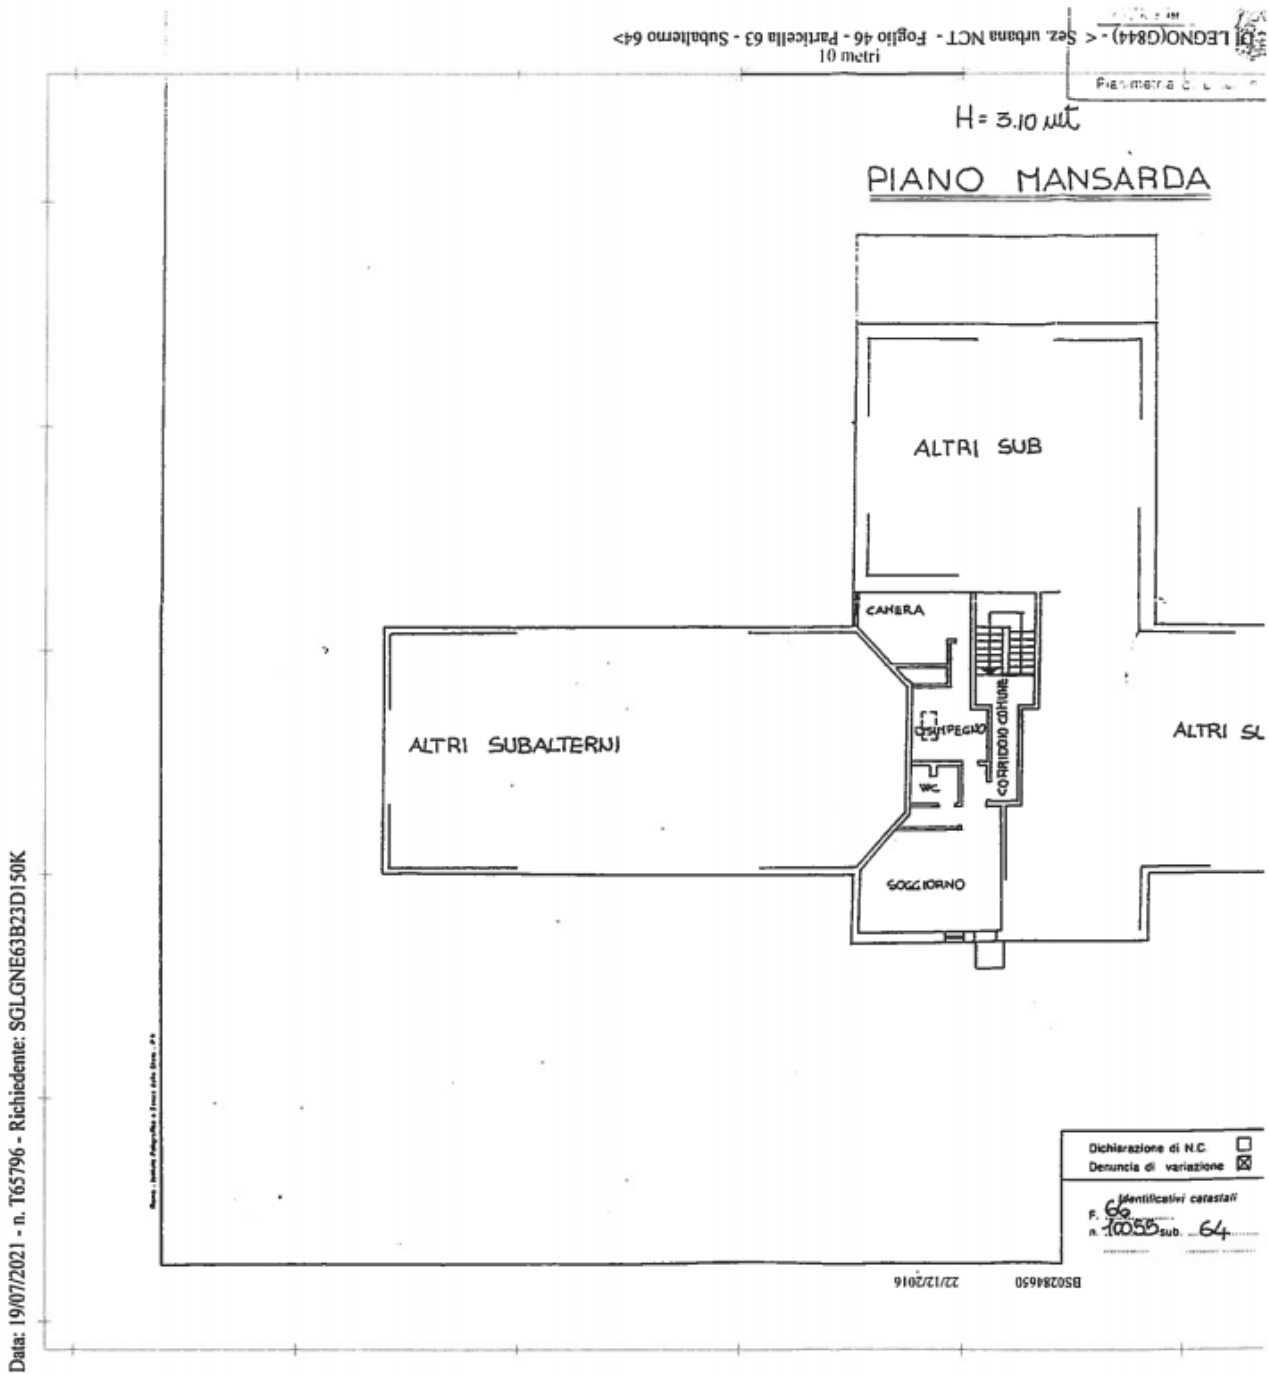 LEGNO(G844) - < Sez. urbana NCT - Foglio 46 - Particella 63 - Subalterno 64>
10 metri
Planimetria
H = 3.10 mt
PIANO MANSARDA
ALTRI SUB
CAMERA
ALTRI SUBALTERNI
DISIMPEGNO
CORRIDOIO COMUNE
ALTRI SU
WC
SOGGIORNO
Data: 19/07/2021 - n. T65796 - Richiedente: SGLGNE63B23D150K
Dichiarazione di N.C.
Denuncia di variazione
Identificativi catastali
F. 66
n. 10055 sub. 64
22/12/2016
BS0284650